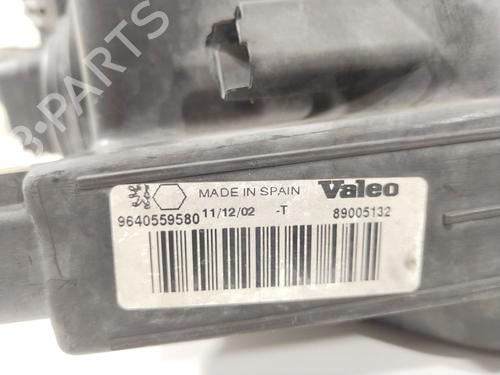 B-PARTS
MADE IN SPAIN Valeo
9640559580 11/12/02 -T 89005132